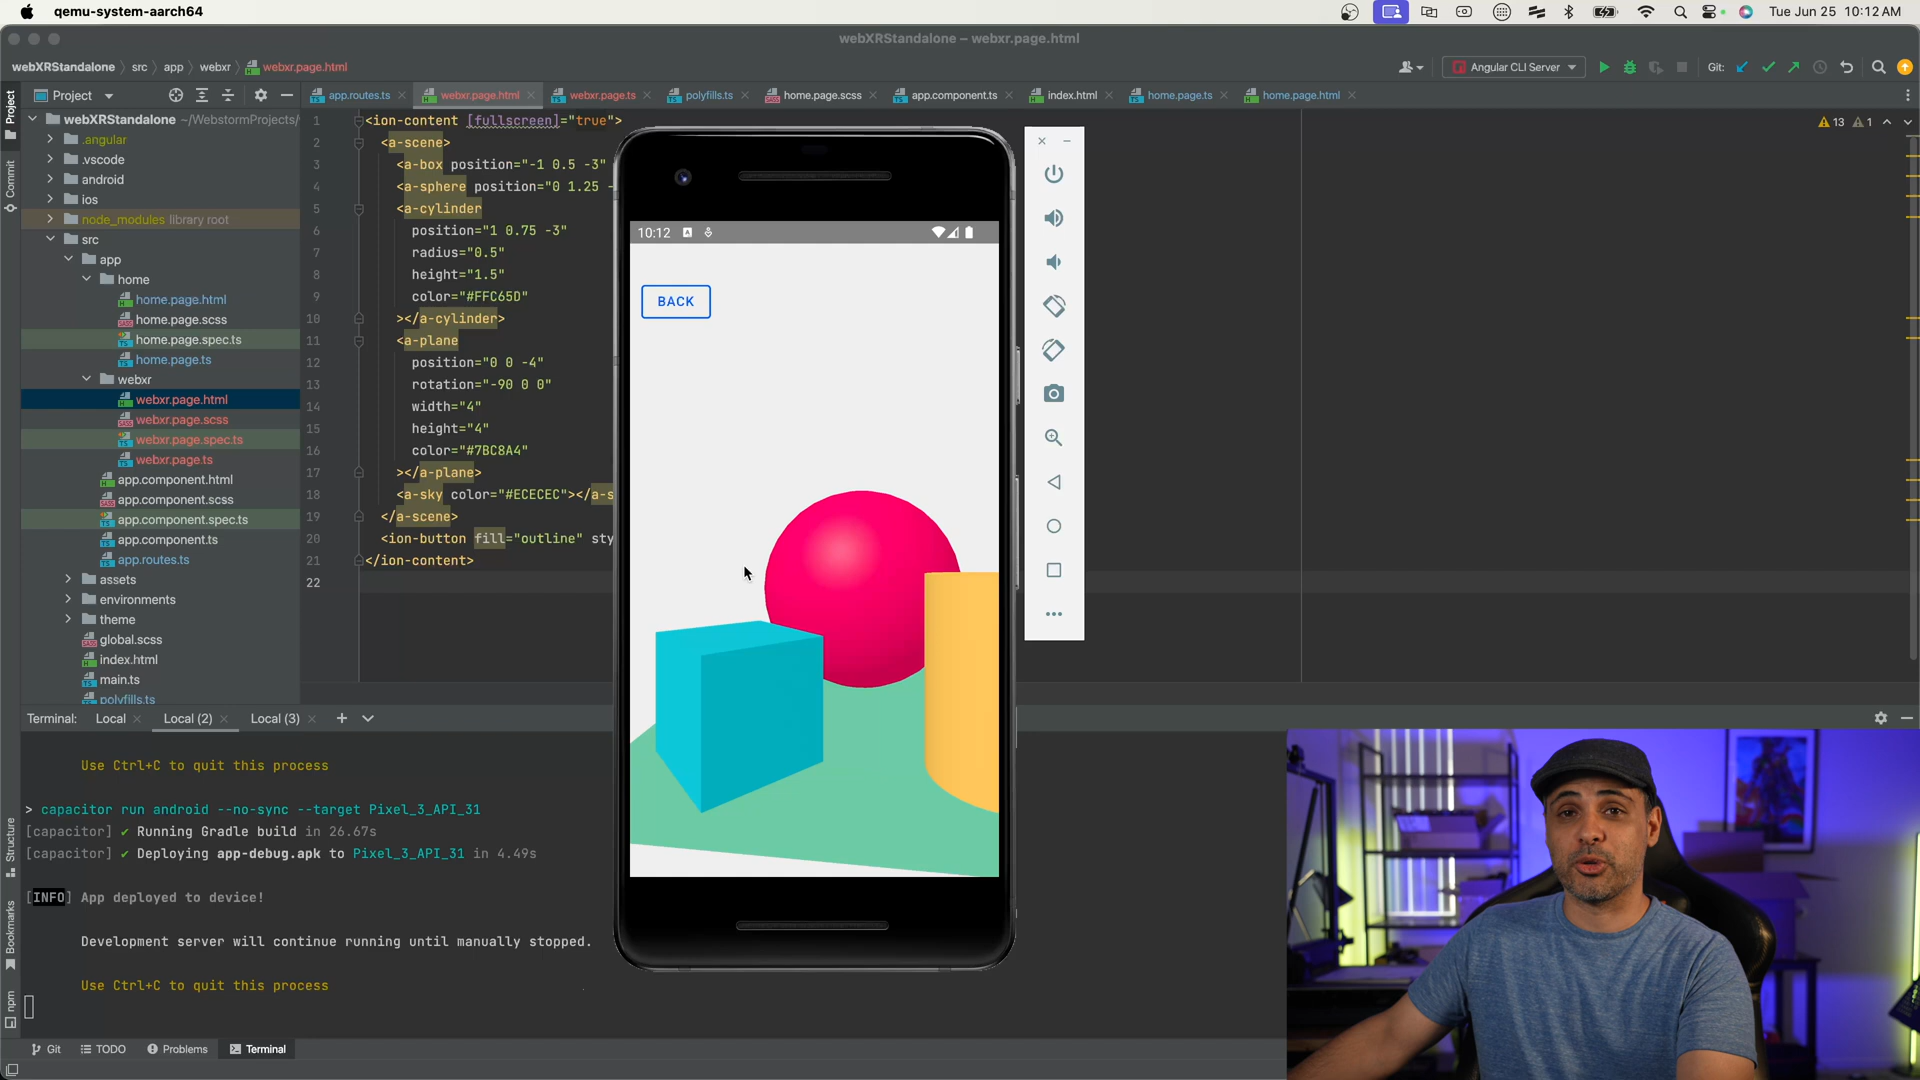 qemu-system-aarch64
Tue Jun 25 10:12 AM
webXRStandalone – webxr.page.html
webXRStandalone
src
app
webxr
webxr.page.html
Angular CLI Server
Git:
Project
app.routes.ts
webxr.page.html
webxr.page.ts
polyfills.ts
home.page.scss
app.component.ts
index.html
home.page.ts
home.page.html
Project
Commit
Structure
Bookmarks
npm
webXRStandalone ~/WebstormProjects/
.angular
.vscode
android
ios
node_modules library root
src
app
home
home.page.html
home.page.scss
home.page.spec.ts
home.page.ts
webxr
webxr.page.html
webxr.page.scss
webxr.page.spec.ts
webxr.page.ts
app.component.html
app.component.scss
app.component.spec.ts
app.component.ts
app.routes.ts
assets
environments
theme
global.scss
index.html
main.ts
polyfills.ts
13 1
1 <ion-content [fullscreen]="true">
2 <a-scene>
3 <a-box position="-1 0.5 -3"
4 <a-sphere position="0 1.25 -
5 <a-cylinder
6 position="1 0.75 -3"
7 radius="0.5"
8 height="1.5"
9 color="#FFC65D"
10 ></a-cylinder>
11 <a-plane
12 position="0 0 -4"
13 rotation="-90 0 0"
14 width="4"
15 height="4"
16 color="#7BC8A4"
17 ></a-plane>
18 <a-sky color="#ECECEC"></a-s
19 </a-scene>
20 <ion-button fill="outline" sty
21 </ion-content>
22
10:12
BACK
Terminal:
Local
Local (2)
Local (3)
Use Ctrl+C to quit this process
> capacitor run android --no-sync --target Pixel_3_API_31
[capacitor] ✔ Running Gradle build in 26.67s
[capacitor] ✔ Deploying app-debug.apk to Pixel_3_API_31 in 4.49s
[INFO] App deployed to device!
Development server will continue running until manually stopped.
Use Ctrl+C to quit this process
Git
TODO
Problems
Terminal